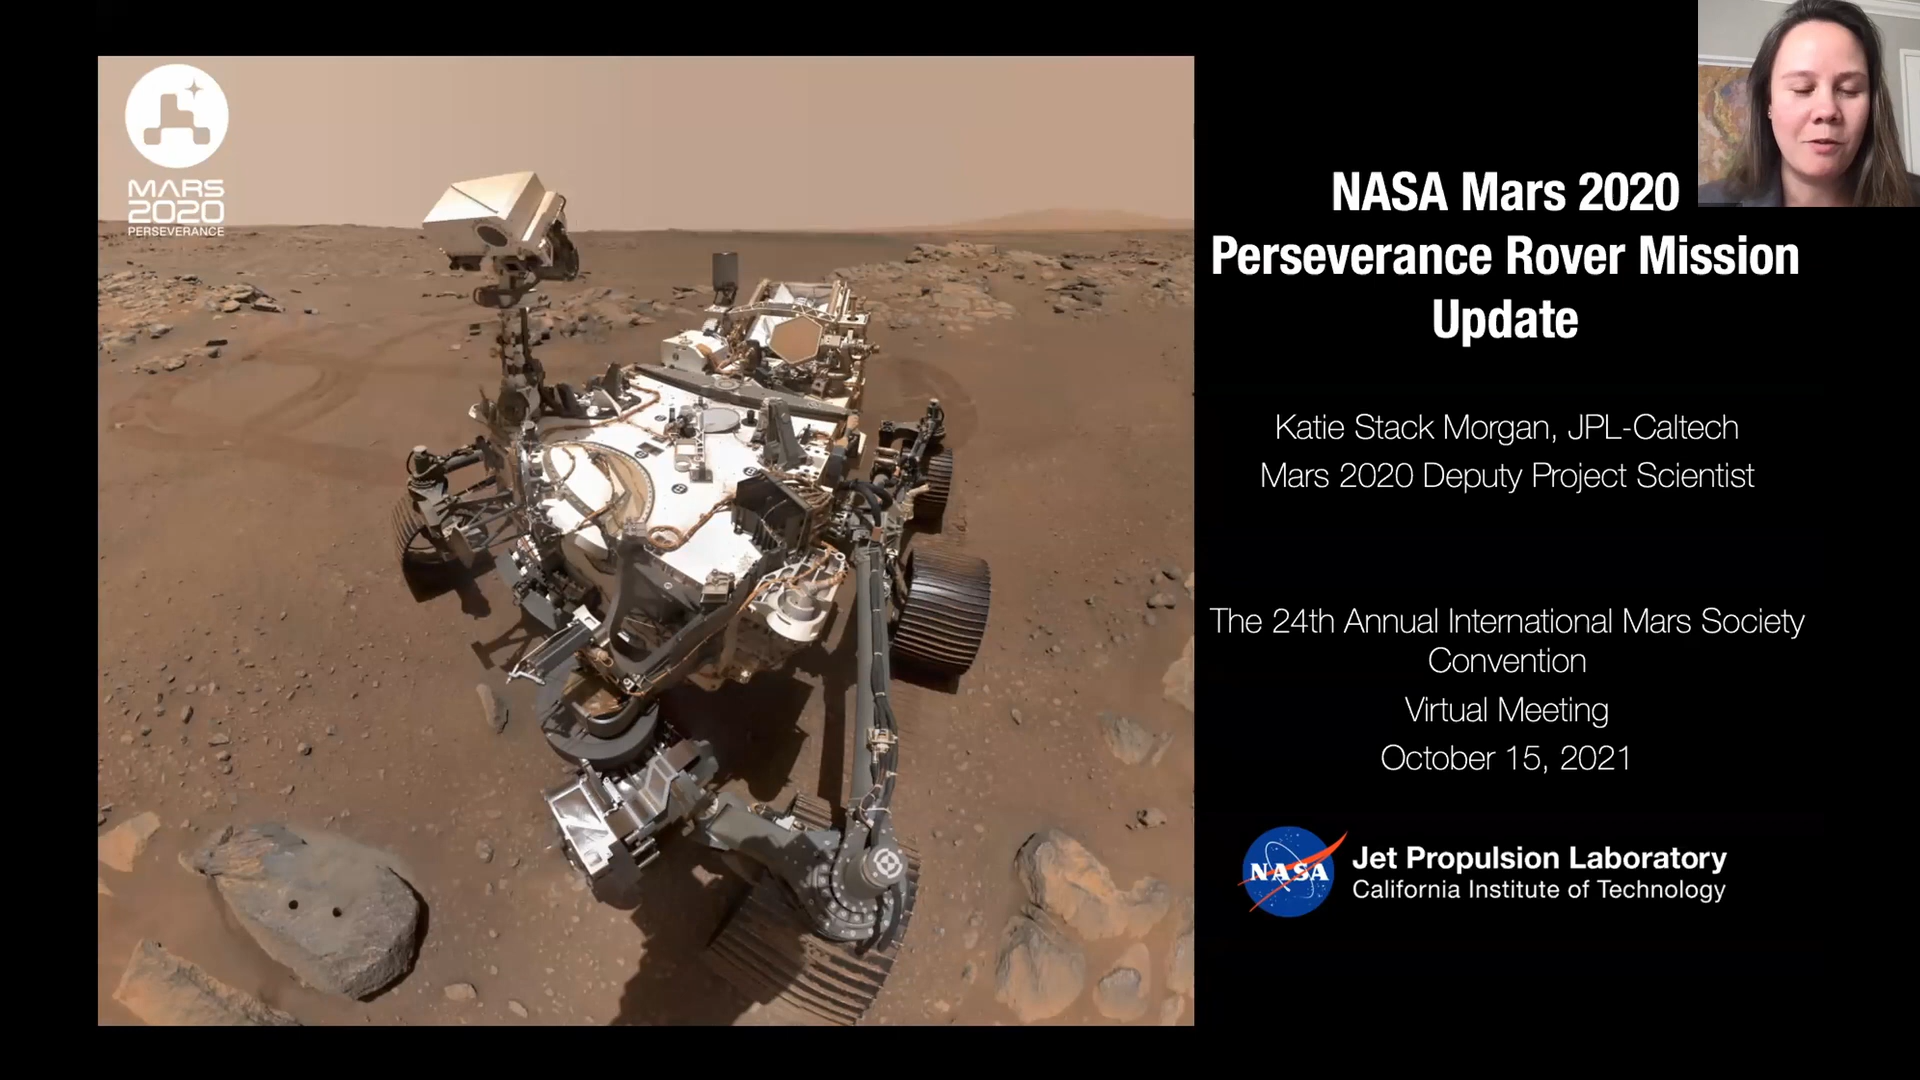 MARS
2020
PERSEVERANCE
NASA Mars 2020
Perseverance Rover Mission
Update
Katie Stack Morgan, JPL-Caltech
Mars 2020 Deputy Project Scientist
The 24th Annual International Mars Society
Convention
Virtual Meeting
October 15, 2021
NASA
Jet Propulsion Laboratory
California Institute of Technology